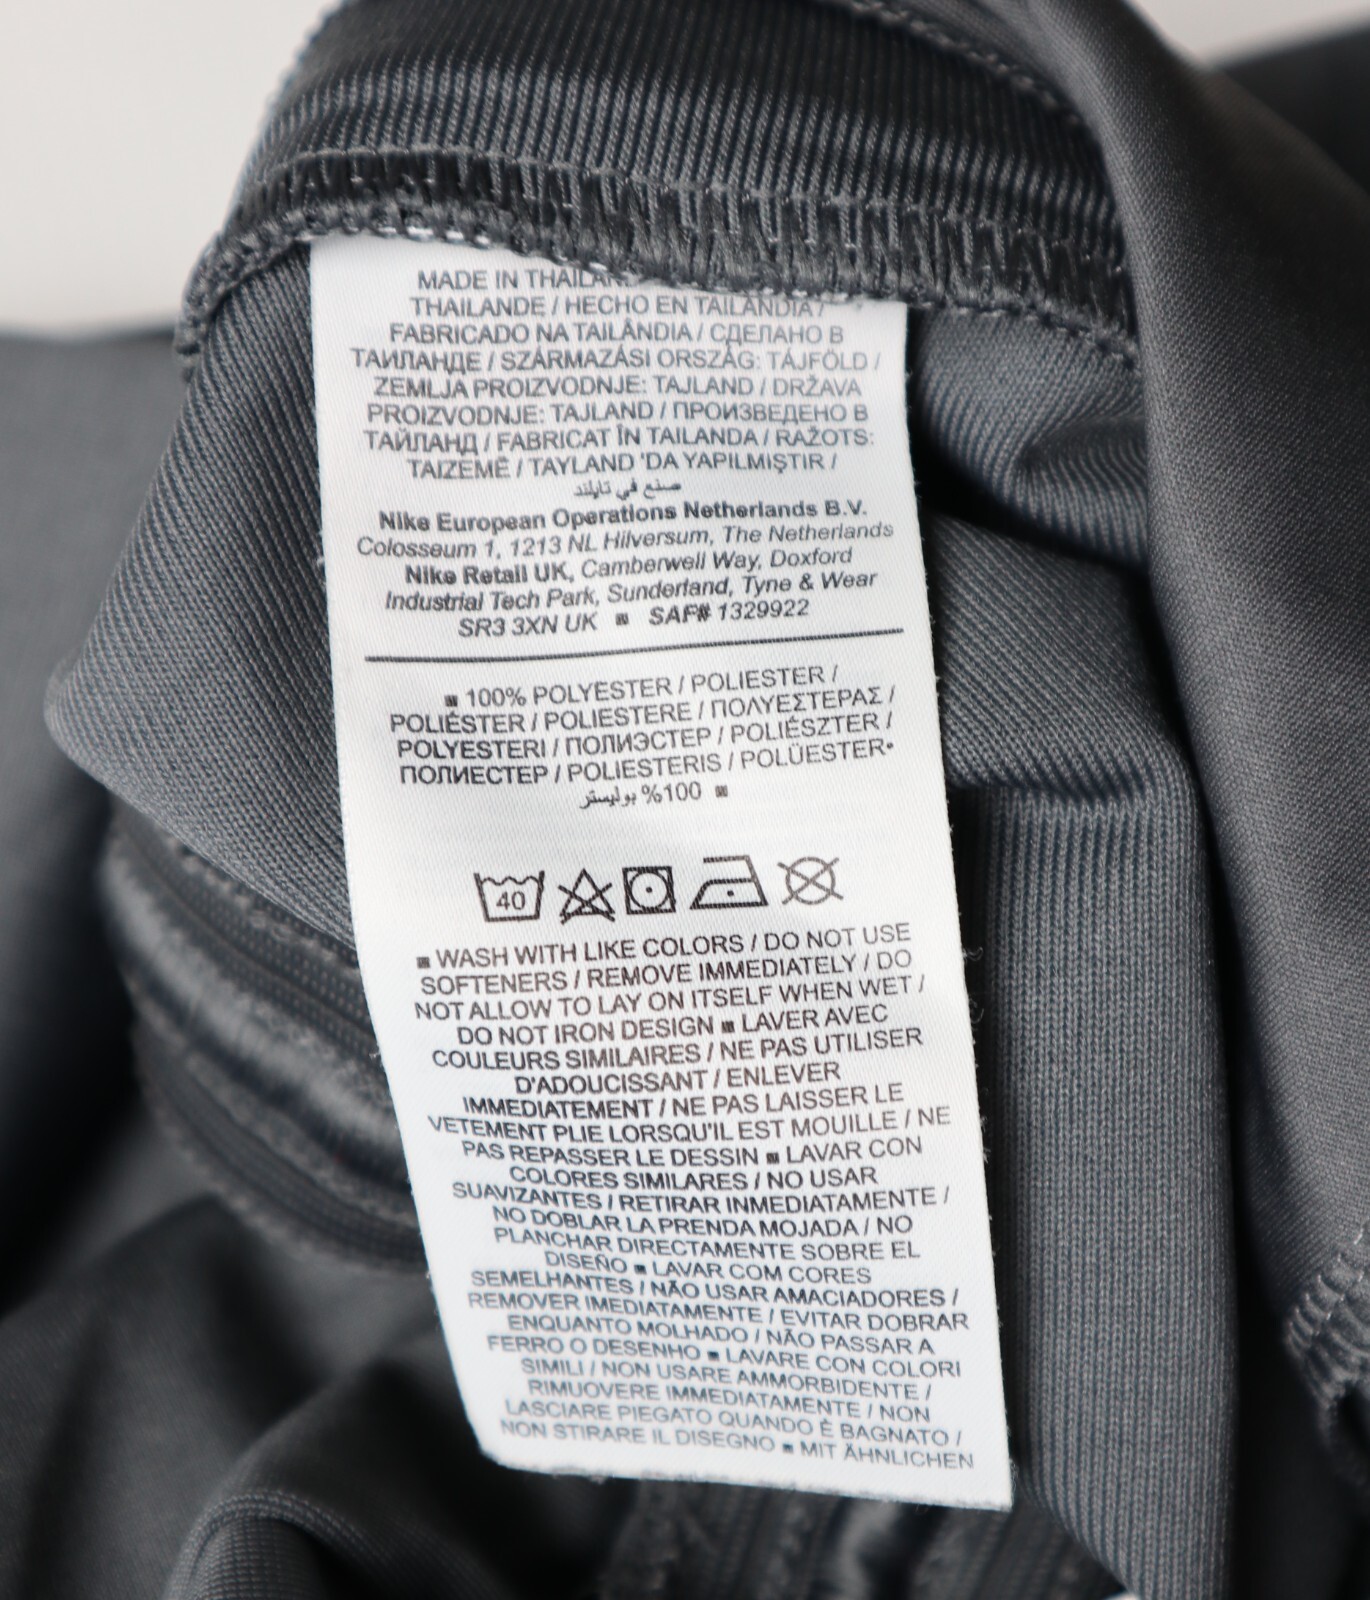 MADE IN
THAILANDE / HECHO EN TAILANDIA /
FABRICADO NA TAILÂNDIA / СДЕЛАНО В
ТАИЛАНДЕ / SZÁRMAZÁSI ORSZÁG: TÁJFÖLD /
ZEMLJA PROIZVODNJE: TAJLAND / DRŽAVA
PROIZVODNJE: TAJLAND / ПРОИЗВЕДЕНО В
ТАЙЛАНД / FABRICAT ÎN TAILANDA / RAŽOTS:
TAIZEMĒ / TAYLAND 'DA YAPILMIŞTIR /
صنع في تايلند
Nike European Operations Netherlands B.V.
Colosseum 1, 1213 NL Hilversum, The Netherlands
Nike Retail UK, Camberwell Way, Doxford
Industrial Tech Park, Sunderland, Tyne & Wear
SR3 3XN UK ■ SAF# 1329922
■ 100% POLYESTER / POLIESTER /
POLIÉSTER / POLIESTERE / ΠΟΛΥΕΣΤΕΡΑΣ /
POLYESTERI / ПОЛИЭСТЕР / POLIÉSZTER /
ПОЛИЕСТЕР / POLIESTERIS / POLÜESTER•
100% بوليستر ■
40
■ WASH WITH LIKE COLORS / DO NOT USE
SOFTENERS / REMOVE IMMEDIATELY / DO
NOT ALLOW TO LAY ON ITSELF WHEN WET /
DO NOT IRON DESIGN ■ LAVER AVEC
COULEURS SIMILAIRES / NE PAS UTILISER
D'ADOUCISSANT / ENLEVER
IMMEDIATEMENT / NE PAS LAISSER LE
VETEMENT PLIE LORSQU'IL EST MOUILLE / NE
PAS REPASSER LE DESSIN ■ LAVAR CON
COLORES SIMILARES / NO USAR
SUAVIZANTES / RETIRAR INMEDIATAMENTE /
NO DOBLAR LA PRENDA MOJADA / NO
PLANCHAR DIRECTAMENTE SOBRE EL
DISEÑO ■ LAVAR COM CORES
SEMELHANTES / NÃO USAR AMACIADORES /
REMOVER IMEDIATAMENTE / EVITAR DOBRAR
ENQUANTO MOLHADO / NÃO PASSAR A
FERRO O DESENHO ■ LAVARE CON COLORI
SIMILI / NON USARE AMMORBIDENTE /
RIMUOVERE IMMEDIATAMENTE / NON
LASCIARE PIEGATO QUANDO È BAGNATO /
NON STIRARE IL DISEGNO ■ MIT ÄHNLICHEN